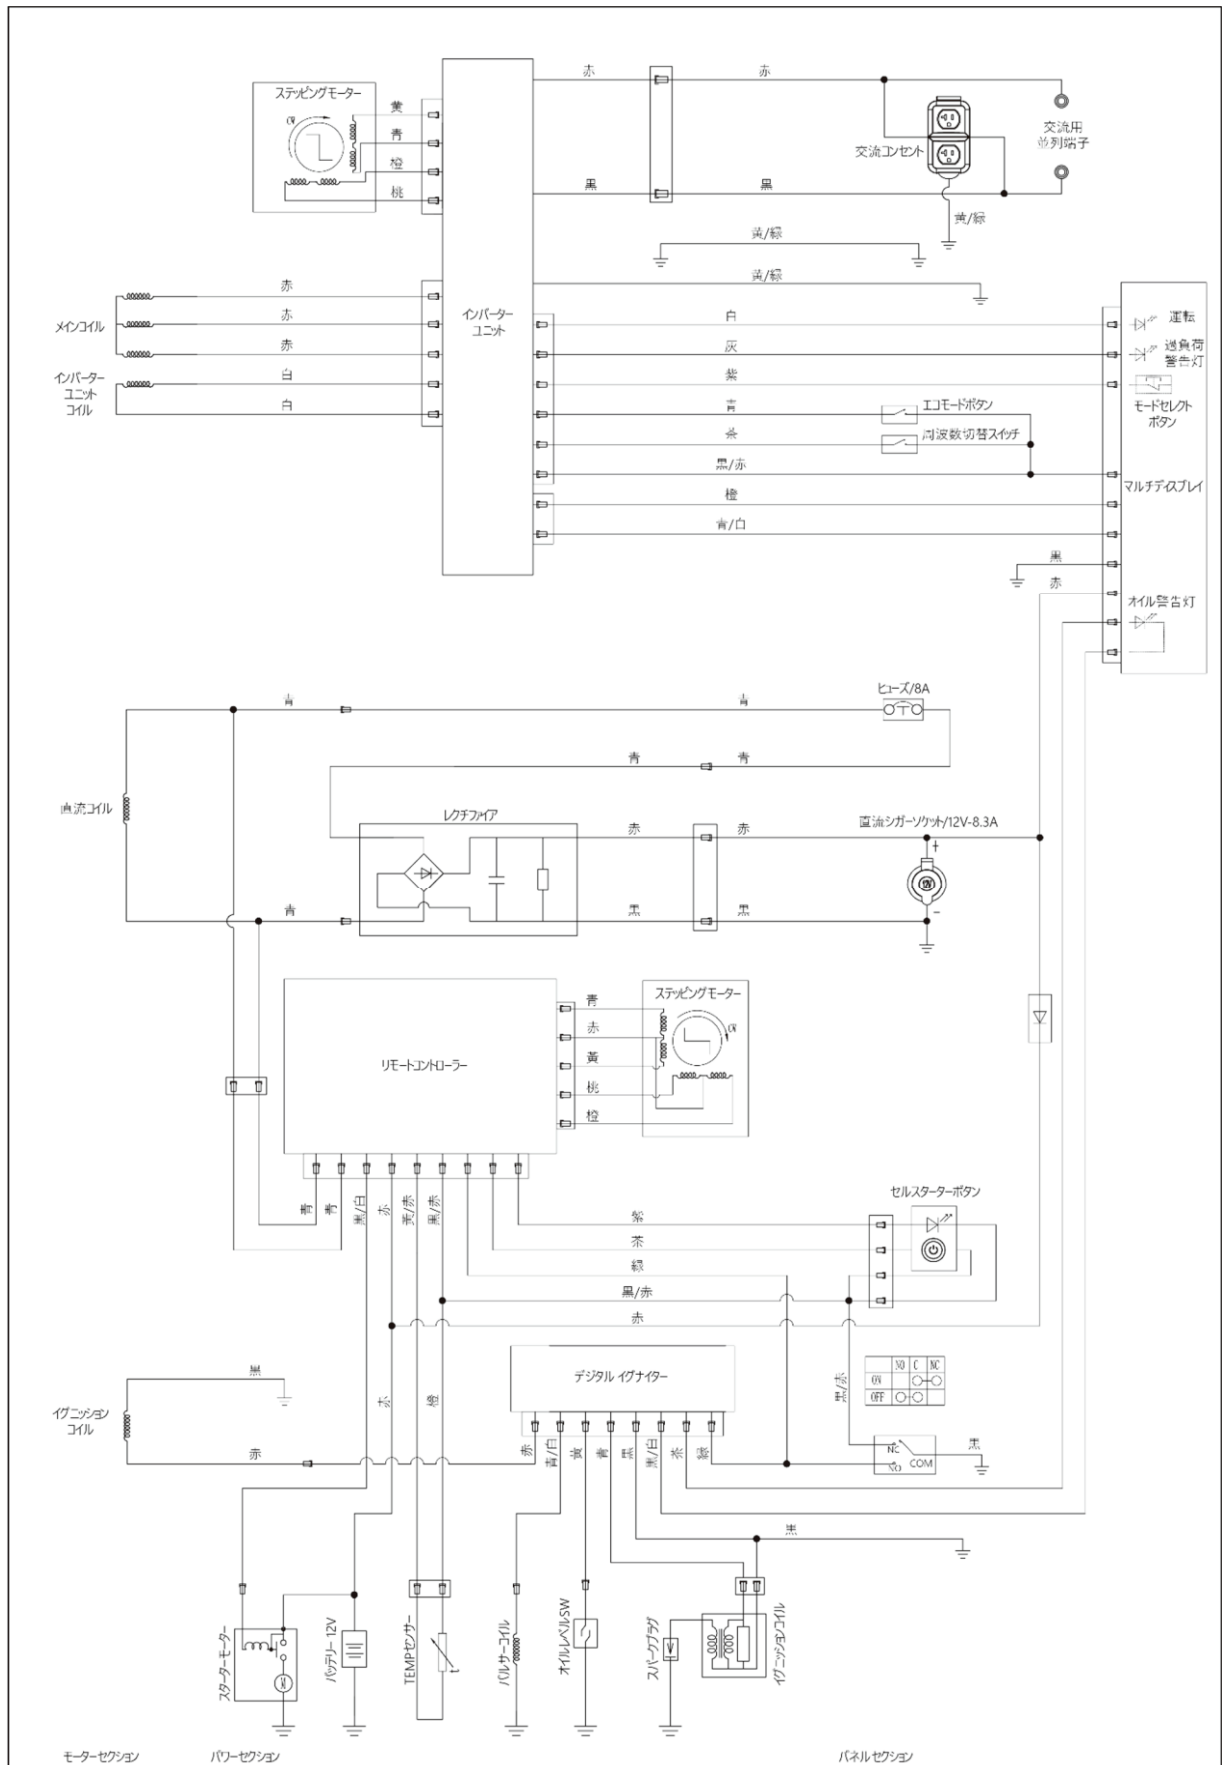 ステッピングモーター
CW
黄
青
橙
桃
インバーター
ユニット
赤
赤
黒
黒
交流コンセント
交流用
並列端子
黄/緑
黄/緑
黄/緑
メインコイル
赤
赤
赤
インバーター
ユニット
コイル
白
白
白
灰
紫
青
エコモードボタン
茶
周波数切替スイッチ
黒/赤
橙
青/白
黒
赤
運転
過負荷
警告灯
モードセレクト
ボタン
マルチディスプレイ
オイル警告灯
青
青
ヒューズ/8A
青
青
直流コイル
レクチファイア
赤
赤
直流シガーソケット/12V-8.3A
+
12V
-
青
黒
黒
リモートコントローラー
青
赤
黄
桃
橙
ステッピングモーター
CW
青
青
黒/白
赤
黄/赤
黒/赤
紫
茶
緑
黒/赤
赤
セルスターターボタン
デジタル イグナイター
NO C NC
ON
OFF
黒/赤
イグニッション
コイル
黒
赤
赤
橙
赤
青/白
黄
青
黒
黒/白
茶
緑
NC
NO
COM
黒
黒
スターターモーター
M
バッテリー 12V
TEMPセンサー
t
パルサーコイル
オイルレベルSW
スパークプラグ
イグニッションコイル
モーターセクション
パワーセクション
パネルセクション